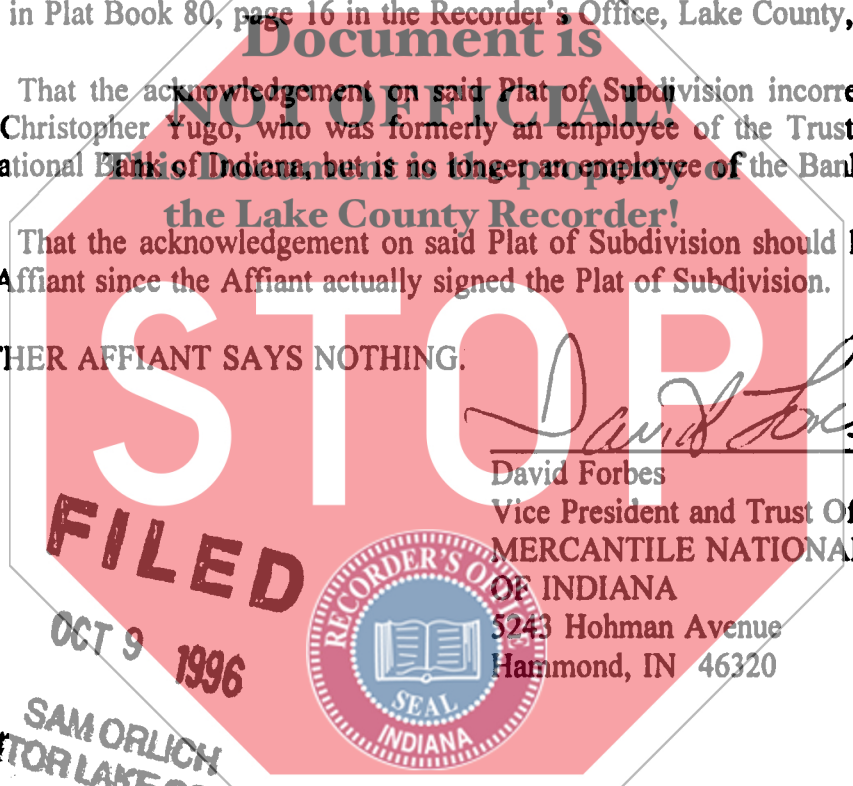 in Plat Book 80, page 16 in the Recorder's Office, Lake County,
Document is
That the acknowledgement on said Plat of Subdivision incorre
NOT OFFICIAL!
Christopher Yugo, who was formerly an employee of the Trust
ational Bank of Indiana, but is no longer an employee of the Bank
This Document is the property of
the Lake County Recorder!
That the acknowledgement on said Plat of Subdivision should
Affiant since the Affiant actually signed the Plat of Subdivision.
STOP
HER AFFIANT SAYS NOTHING.
David Forbes
Vice President and Trust Of
MERCANTILE NATIONAL
OF INDIANA
5243 Hohman Avenue
Hammond, IN 46320
FILED
OCT 9 1996
SAM ORLICH
TOR LAKE
RECORDER'S OFFICE
SEAL
INDIANA